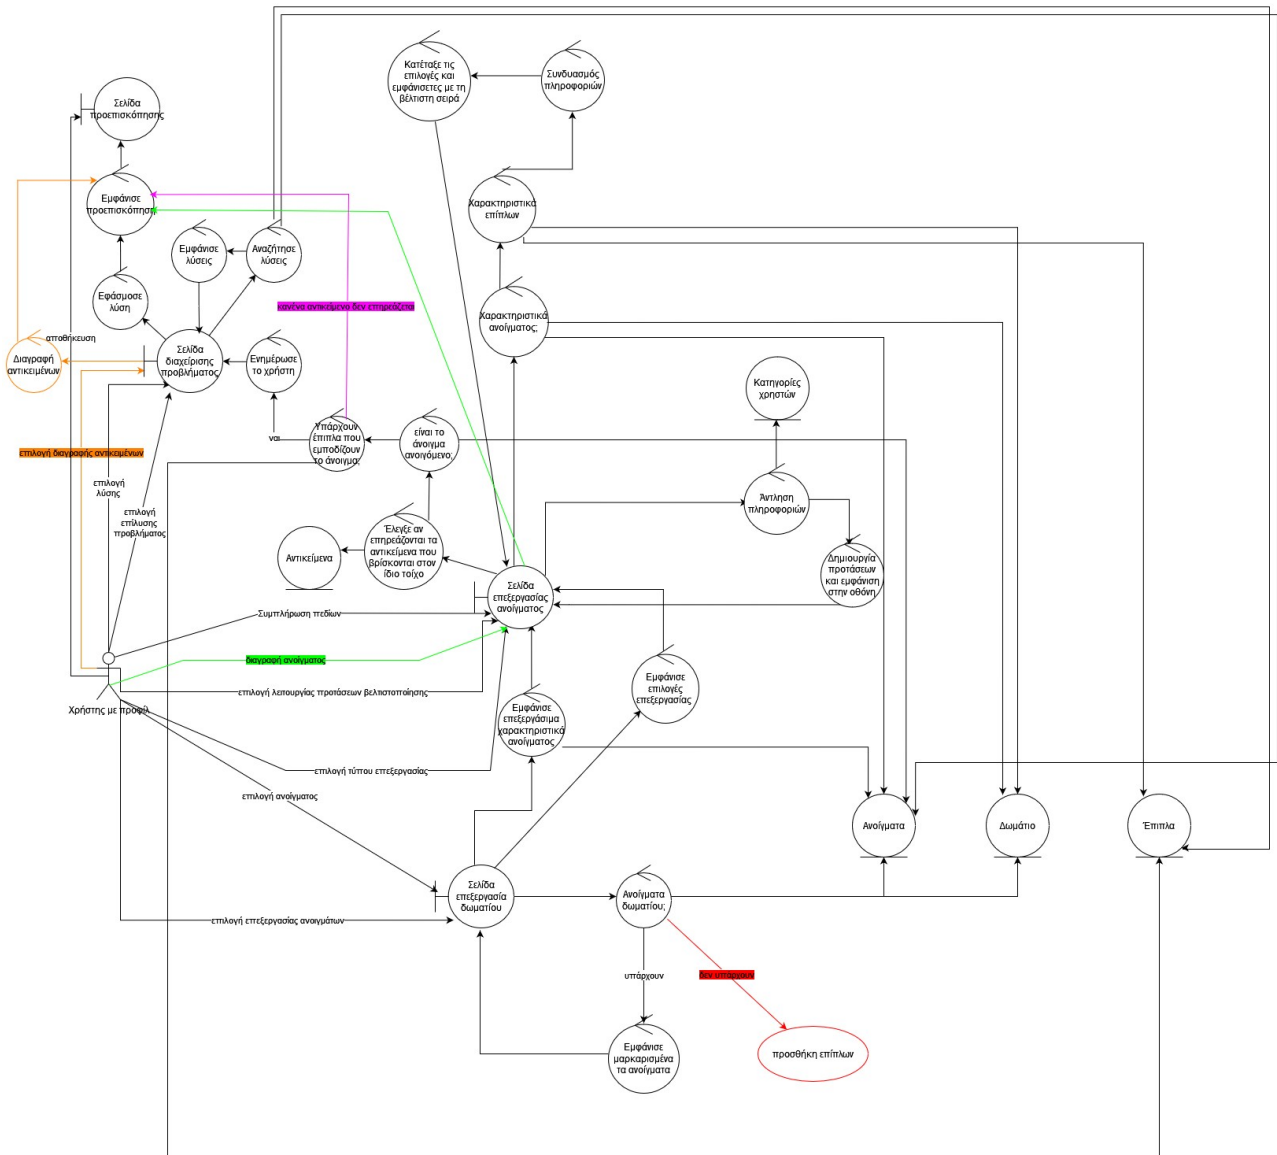 Κατέταξε τις
επιλογές και
εμφάνισετες με τη
βέλτιστη σειρά
Συνδυασμός
πληροφοριών
Σελίδα
προεπισκόπησης
Εμφάνισε
προεπισκόπηση
Χαρακτηριστικά
επίπλων
Εμφάνισε
λύσεις
Αναζήτησε
λύσεις
Εφάσμοσε
λύση
κανένα αντικείμενο δεν επηρεάζεται
Χαρακτηριστικά
ανοίγματος;
αποθήκευση
Διαγραφή
αντικειμένων
Σελίδα
διαχείρισης
προβλήματος
Ενημέρωσε
το χρήστη
Κατηγορίες
χρηστών
ναι
Υπάρχουν
έπιπλα που
εμποδίζουν
το άνοιγμα;
είναι το
άνοιγμα
ανοιγόμενο;
επιλογή διαγραφής αντικειμένων
επιλογή
λύσης
επιλογή
επίλυσης
προβλήματος
Άντληση
πληροφοριών
Αντικείμενα
Έλεγξε αν
επηρεάζονται τα
αντικείμενα που
βρίσκονται στον
ίδιο τοίχο
Δημιουργία
προτάσεων
και εμφάνιση
στην οθόνη
Σελίδα
επεξεργασίας
ανοίγματος
Συμπλήρωση πεδίων
διαγραφή ανοίγματος
επιλογή λειτουργίας προτάσεων βελτιστοποίησης
Χρήστης με προφίλ
Εμφάνισε
επιλογές
επεξεργασίας
Εμφάνισε
επεξεργάσιμα
χαρακτηριστικά
ανοίγματος
επιλογή τύπου επεξεργασίας
επιλογή ανοίγματος
Ανοίγματα
Δωμάτιο
Έπιπλα
Σελίδα
επεξεργασία
δωματίου
Ανοίγματα
δωματίου;
επιλογή επεξεργασίας ανοιγμάτων
υπάρχουν
δεν υπάρχουν
Εμφάνισε
μαρκαρισμένα
τα ανοίγματα
προσθήκη επίπλων